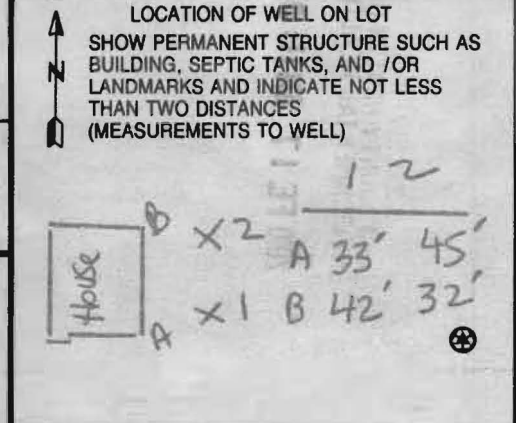 LOCATION OF WELL ON LOT
SHOW PERMANENT STRUCTURE SUCH AS
BUILDING, SEPTIC TANKS, AND /OR
LANDMARKS AND INDICATE NOT LESS
THAN TWO DISTANCES
(MEASUREMENTS TO WELL)
N
1 2
B X2 A 33' 45'
House
A X1 B 42' 32'